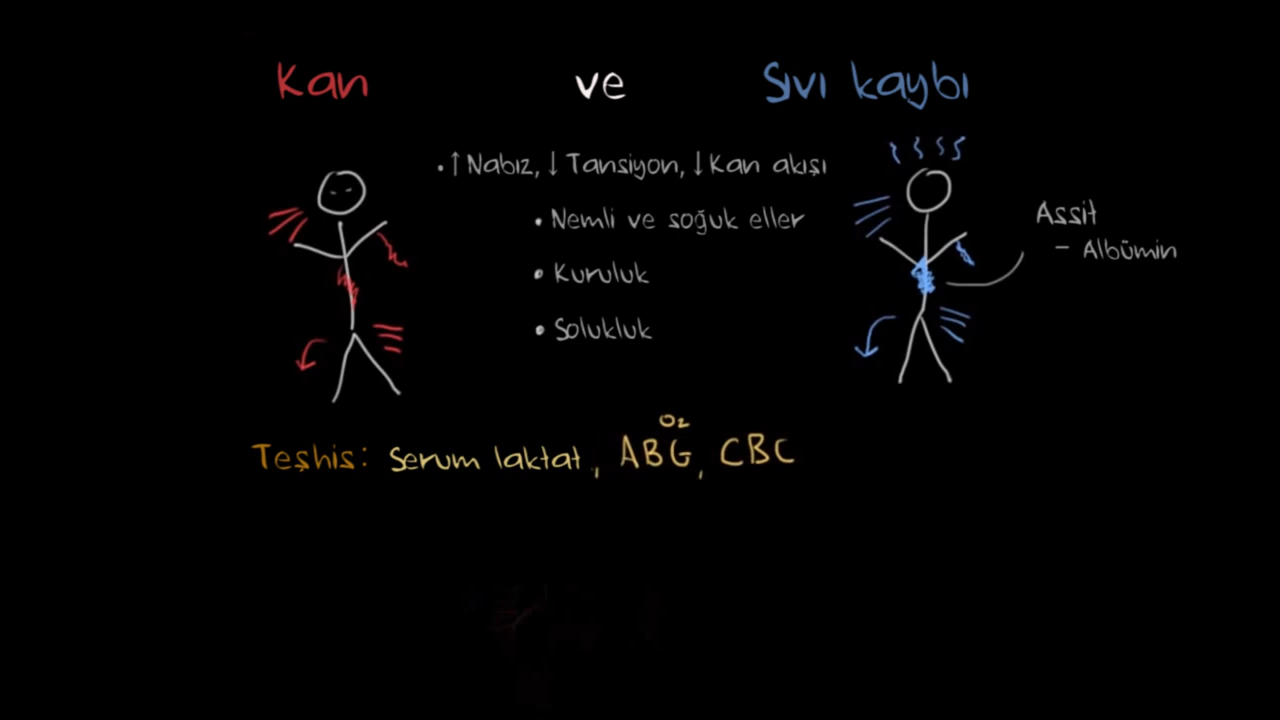 Kan ve Sıvı kaybı
• ↑ Nabız, ↓ Tansiyon, ↓ Kan akışı
• Nemli ve soğuk eller
• Kuruluk
• Solukluk
Assit
- Albümin
O₂
Teşhis: Serum laktat, ABG, CBC